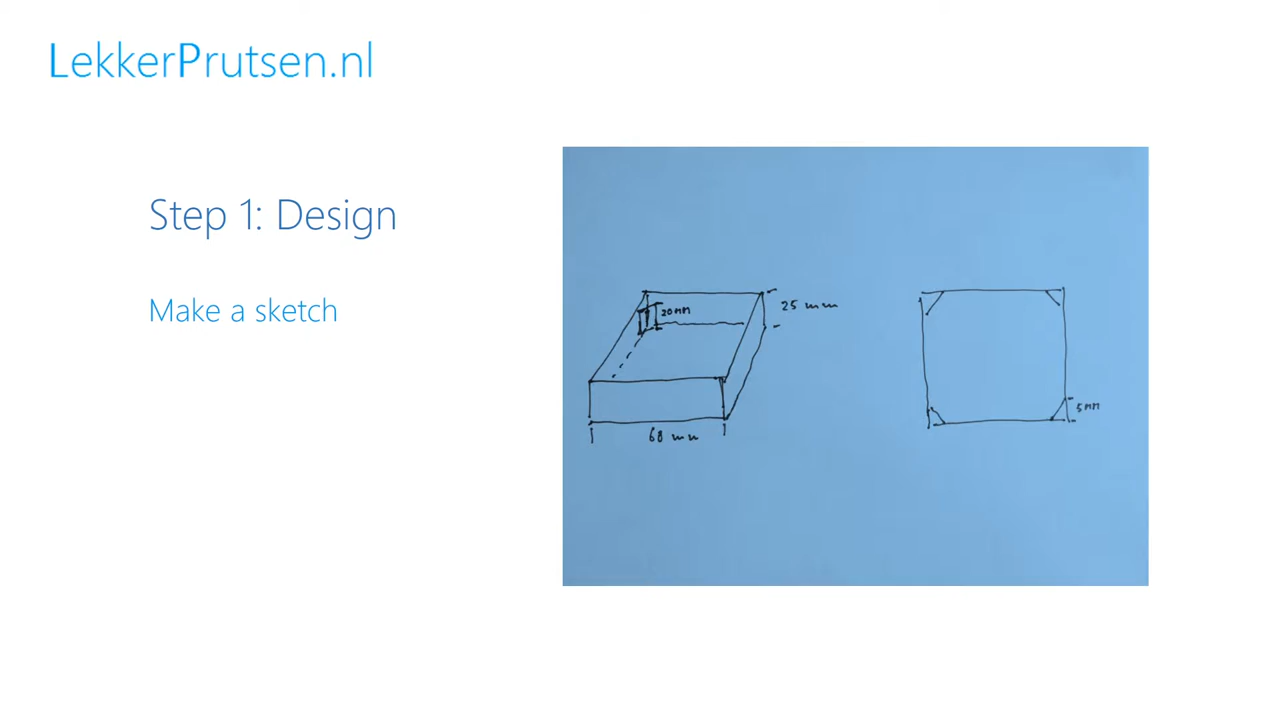 LekkerPrutsen.nl
Step 1: Design
Make a sketch
20MM
25 mm
68 mm
5MM